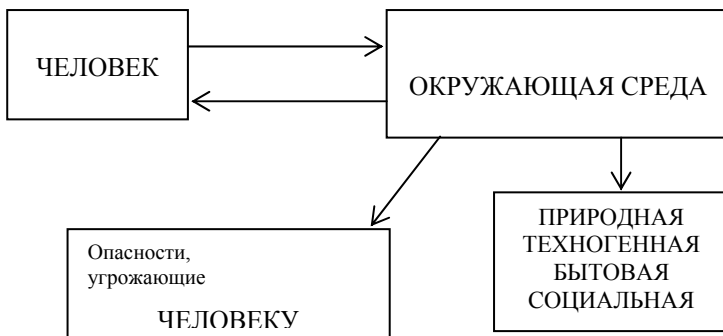 ЧЕЛОВЕК
ОКРУЖАЮЩАЯ СРЕДА
Опасности,
угрожающие
ЧЕЛОВЕКУ
ПРИРОДНАЯ
ТЕХНОГЕННАЯ
БЫТОВАЯ
СОЦИАЛЬНАЯ